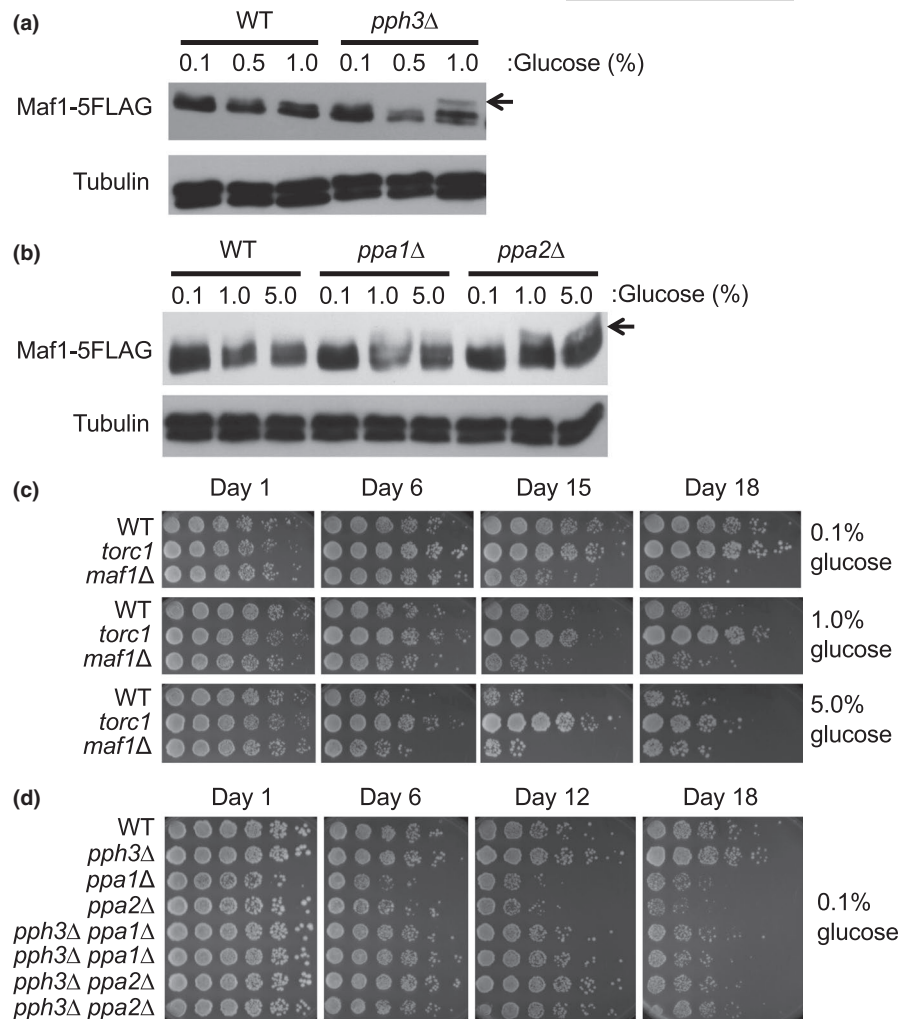 (a)
WT pph3Δ
0.1 0.5 1.0 0.1 0.5 1.0 :Glucose (%)
Maf1-5FLAG
Tubulin
(b)
WT ppa1Δ ppa2Δ
0.1 1.0 5.0 0.1 1.0 5.0 0.1 1.0 5.0 :Glucose (%)
Maf1-5FLAG
Tubulin
(c)
Day 1 Day 6 Day 15 Day 18
WT
torc1
maf1Δ
0.1%
glucose
WT
torc1
maf1Δ
1.0%
glucose
WT
torc1
maf1Δ
5.0%
glucose
(d)
Day 1 Day 6 Day 12 Day 18
WT
pph3Δ
ppa1Δ
ppa2Δ
pph3Δ ppa1Δ
pph3Δ ppa1Δ
pph3Δ ppa2Δ
pph3Δ ppa2Δ
0.1%
glucose